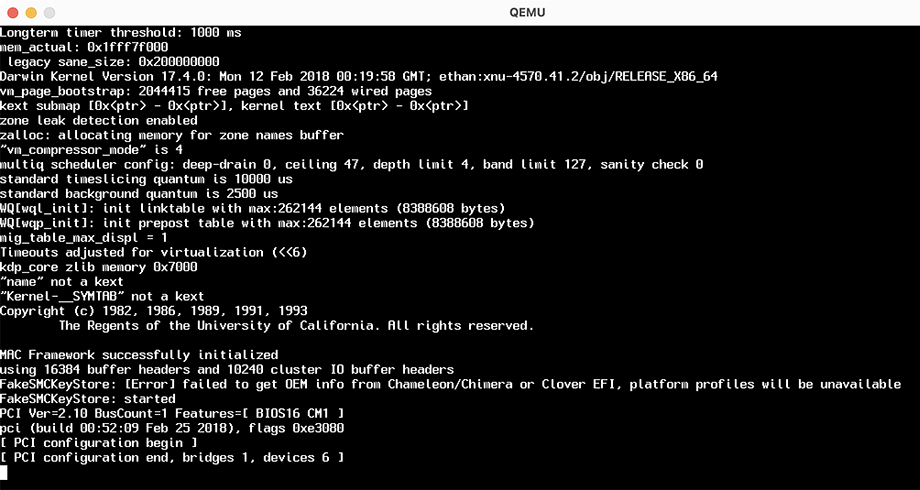 QEMU
Longterm timer threshold: 1000 ms
mem_actual: 0x1fff7f000
legacy sane_size: 0x200000000
Darwin Kernel Version 17.4.0: Mon 12 Feb 2018 00:19:58 GMT; ethan:xnu-4570.41.2/obj/RELEASE_X86_64
vm_page_bootstrap: 2044415 free pages and 36224 wired pages
kext submap [0x<ptr> - 0x<ptr>], kernel text [0x<ptr> - 0x<ptr>]
zone leak detection enabled
zalloc: allocating memory for zone names buffer
"vm_compressor_mode" is 4
multiq scheduler config: deep-drain 0, ceiling 47, depth limit 4, band limit 127, sanity check 0
standard timeslicing quantum is 10000 us
standard background quantum is 2500 us
WQ[wql_init]: init linktable with max:262144 elements (8388608 bytes)
WQ[wqp_init]: init prepost table with max:262144 elements (8388608 bytes)
mig_table_max_displ = 1
Timeouts adjusted for virtualization (<<6)
kdp_core zlib memory 0x7000
"name" not a kext
"Kernel-__SYMTAB" not a kext
Copyright (c) 1982, 1986, 1989, 1991, 1993
The Regents of the University of California. All rights reserved.
MAC Framework successfully initialized
using 16384 buffer headers and 10240 cluster IO buffer headers
FakeSMCKeyStore: [Error] failed to get OEM info from Chameleon/Chimera or Clover EFI, platform profiles will be unavailable
FakeSMCKeyStore: started
PCI Ver=2.10 BusCount=1 Features=[ BIOS16 CM1 ]
pci (build 00:52:09 Feb 25 2018), flags 0xe3080
[ PCI configuration begin ]
[ PCI configuration end, bridges 1, devices 6 ]